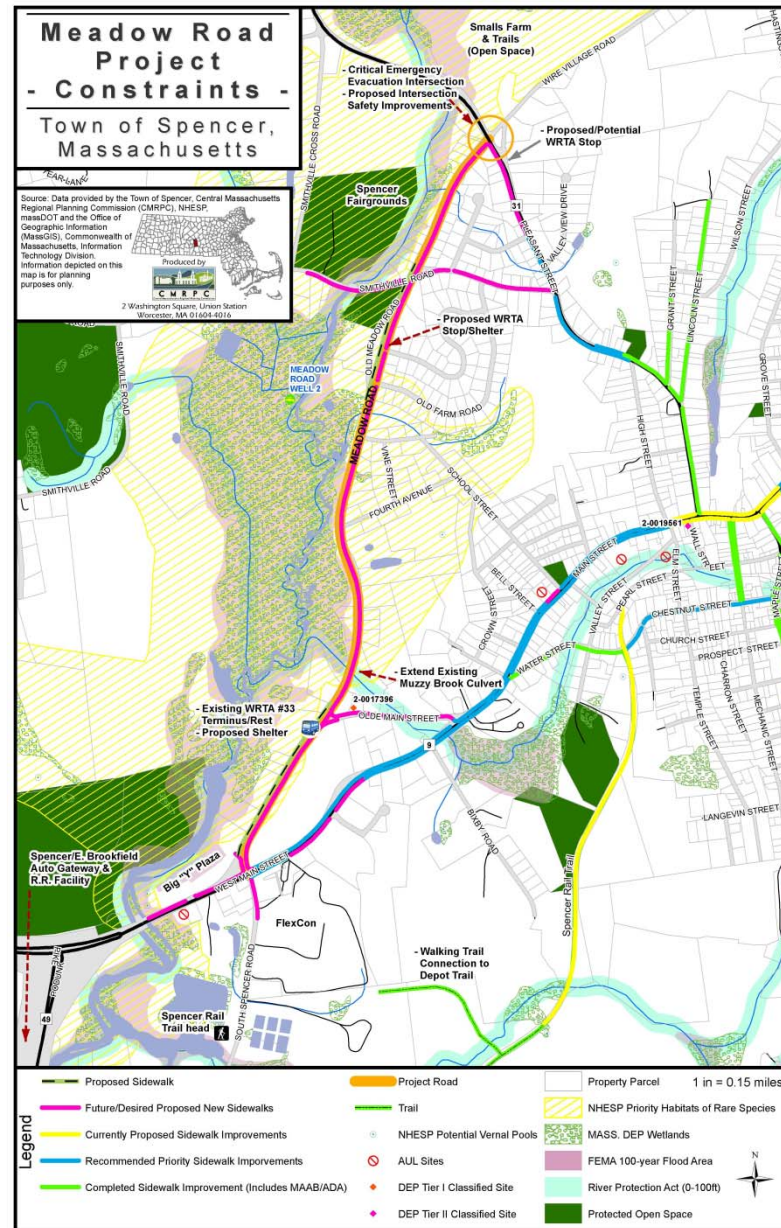 Meadow Road
Project
- Constraints -
Town of Spencer,
Massachusetts
Source: Data provided by the Town of Spencer, Central Massachusetts
Regional Planning Commission (CMRPC), NHESP,
massDOT and the Office of
Geographic Information
(MassGIS), Commonwealth of
Massachusetts, Information
Technology Division.
Information depicted on this
map is for planning
purposes only.
Produced by
CMRPC
2 Washington Square, Union Station
Worcester, MA 01604-4016
Smalls Farm
& Trails
(Open Space)
- Critical Emergency
Evacuation Intersection
- Proposed Intersection
Safety Improvements
WIRE VILLAGE ROAD
- Proposed/Potential
WRTA Stop
SMITHVILLE CROSS ROAD
Spencer
Fairgrounds
31
PLEASANT STREET
VALLEY VIEW DRIVE
WILSON STREET
SMITHVILLE ROAD
GRANT STREET
LINCOLN STREET
GROVE STREET
- Proposed WRTA
Stop/Shelter
OLD MEADOW ROAD
SMITHVILLE ROAD
MEADOW
ROAD
WELL 2
MEADOW ROAD
OLD FARM ROAD
HIGH STREET
SMITHVILLE ROAD
VINE STREET
SCHOOL STREET
FOURTH AVENUE
2-0019561
MAIN STREET
WALL STR
ELM STREET
MAPLE STREET
BELL STREET
VALLEY STREET
PEARL STREET
CHESTNUT STREET
CROWN STREET
WATER STREET
CHURCH STREET
PROSPECT STREET
- Extend Existing
Muzzy Brook Culvert
CHARRON STREET
MECHANIC STREET
TEMPLE STREET
- Existing WRTA #33
Terminus/Rest
- Proposed Shelter
2-0017396
OLDE MAIN STREET
9
BIXBY ROAD
LANGEVIN STREET
Spencer/E. Brookfield
Auto Gateway &
R.R. Facility
Big "Y" Plaza
WEST MAIN STREET
Spencer Rail Trail
FlexCon
- Walking Trail
Connection to
Depot Trail
SOUTH SPENCER ROAD
PODUNK PIKE
49
Spencer Rail
Trail head
Legend
Proposed Sidewalk
Future/Desired Proposed New Sidewalks
Currently Proposed Sidewalk Improvements
Recommended Priority Sidewalk Imporvements
Completed Sidewalk Improvement (Includes MAAB/ADA)
Project Road
Trail
NHESP Potential Vernal Pools
AUL Sites
DEP Tier I Classified Site
DEP Tier II Classified Site
Property Parcel
1 in = 0.15 miles
NHESP Priority Habitats of Rare Species
MASS. DEP Wetlands
FEMA 100-year Flood Area
River Protection Act (0-100ft)
Protected Open Space
N